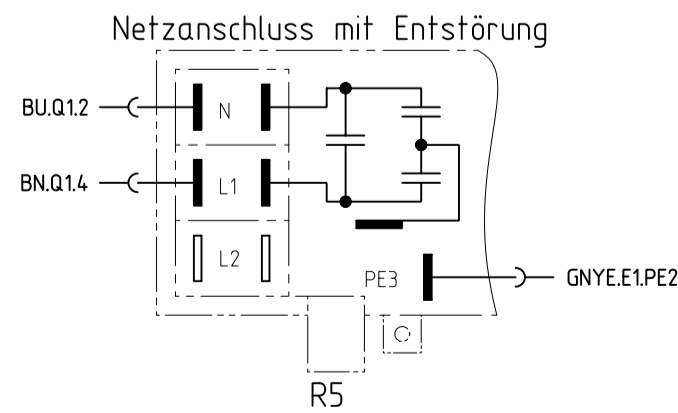 Netzanschluss mit Entstörung
BU.Q1.2
N
BN.Q1.4
L1
L2
PE3
GNYE.E1.PE2
R5